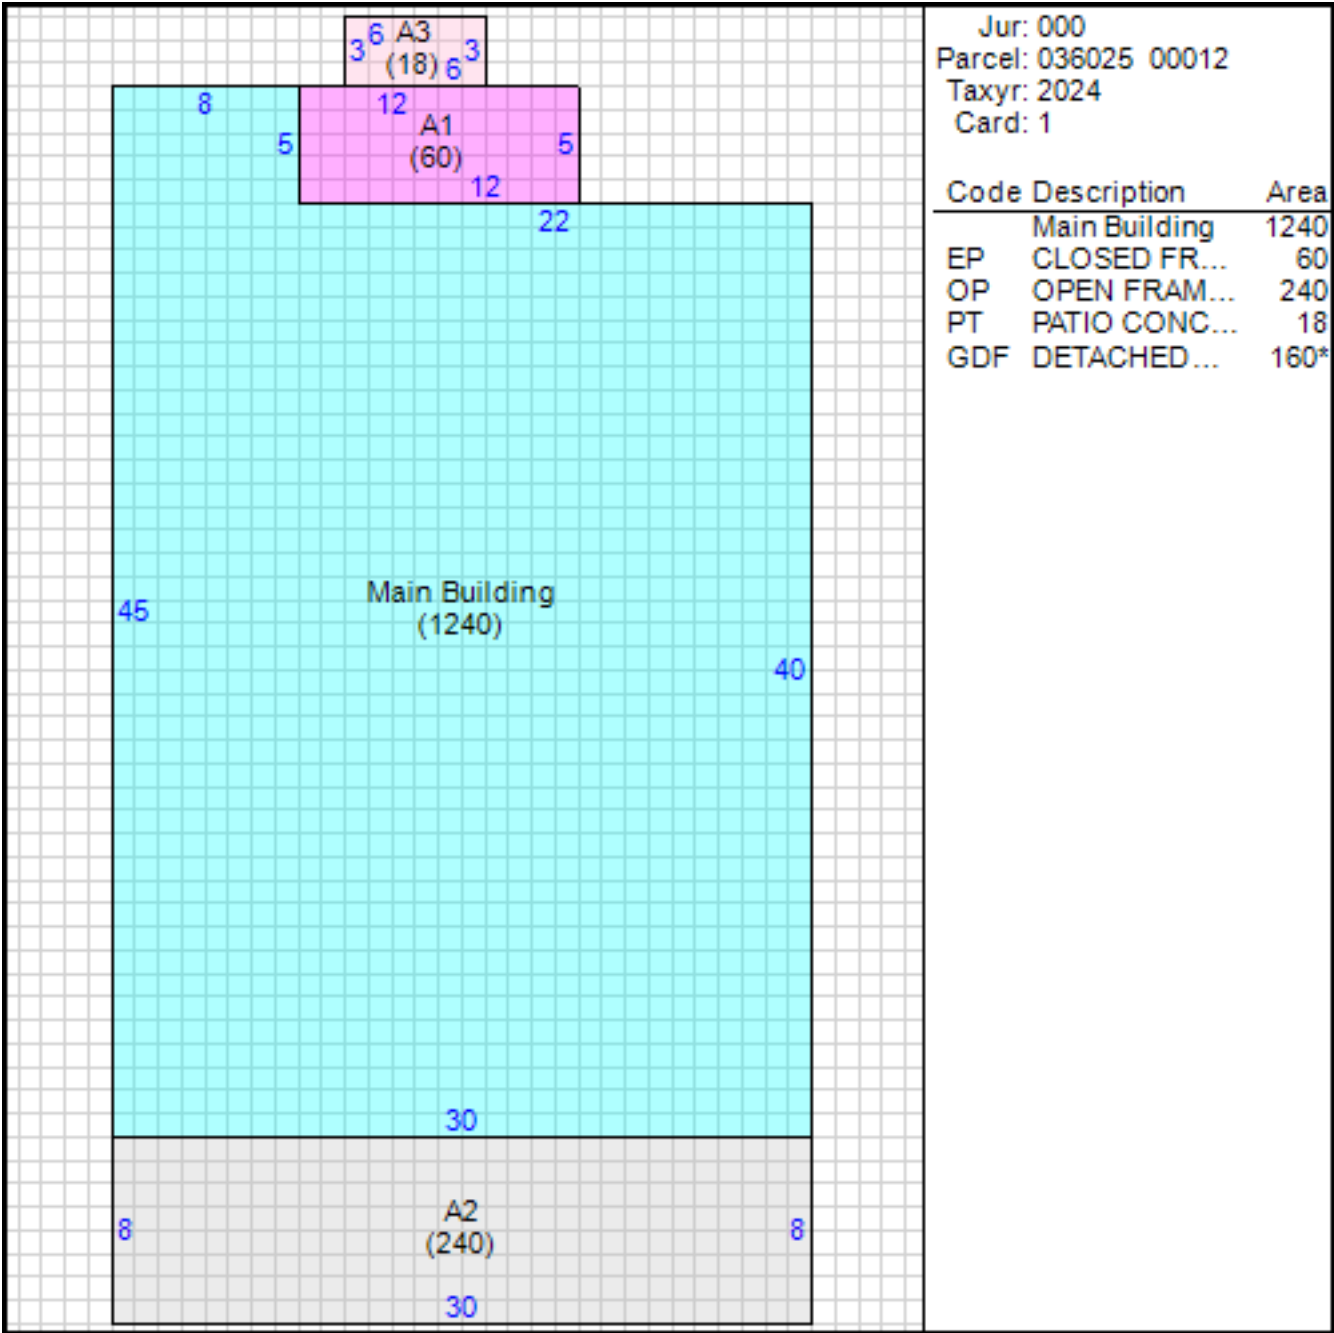 6 A3
3 3
(18) 6
8 12
A1
5 5
(60)
12
22
Main Building
45
(1240)
40
30
A2
8 8
(240)
30
Jur: 000
Parcel: 036025 00012
Taxyr: 2024
Card: 1
Code Description Area
Main Building 1240
EP CLOSED FR... 60
OP OPEN FRAM... 240
PT PATIO CONC... 18
GDF DETACHED... 160*